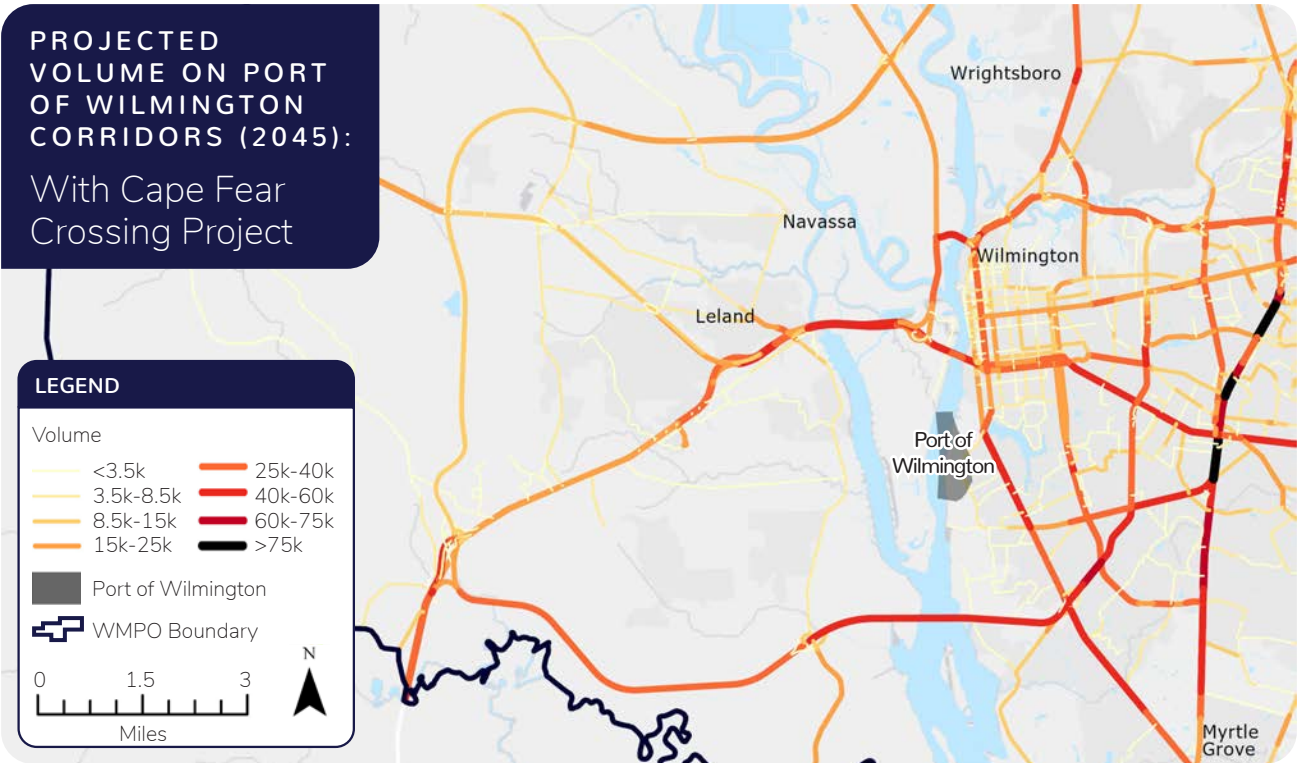 PROJECTED
VOLUME ON PORT
OF WILMINGTON
CORRIDORS (2045):
With Cape Fear
Crossing Project
Wrightsboro
Navassa
Wilmington
Leland
Port of
Wilmington
Myrtle
Grove
LEGEND
Volume
<3.5k
3.5k-8.5k
8.5k-15k
15k-25k
25k-40k
40k-60k
60k-75k
>75k
Port of Wilmington
WMPO Boundary
0 1.5 3
Miles
N